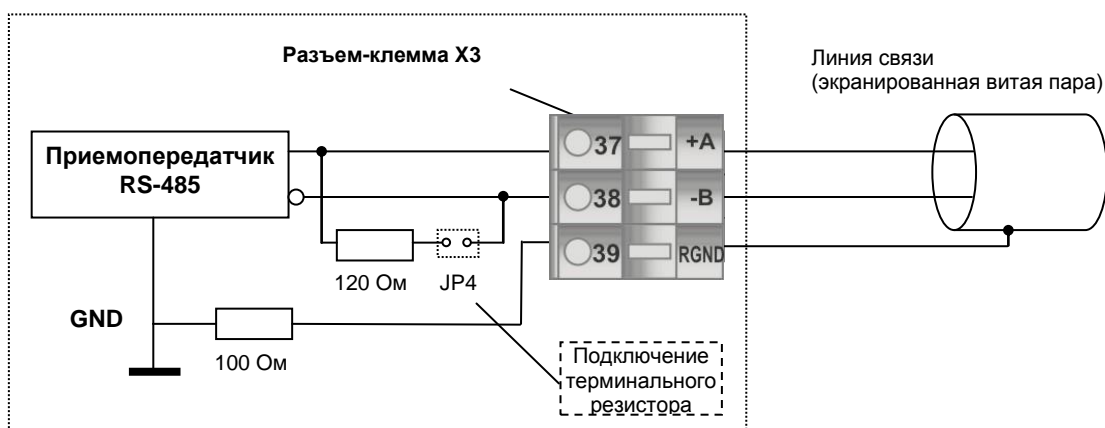 Разъем-клемма X3
Линия связи
(экранированная витая пара)
Приемопередатчик
RS-485
37 +A
38 -B
39 RGND
120 Ом
JP4
GND
100 Ом
Подключение
терминального
резистора